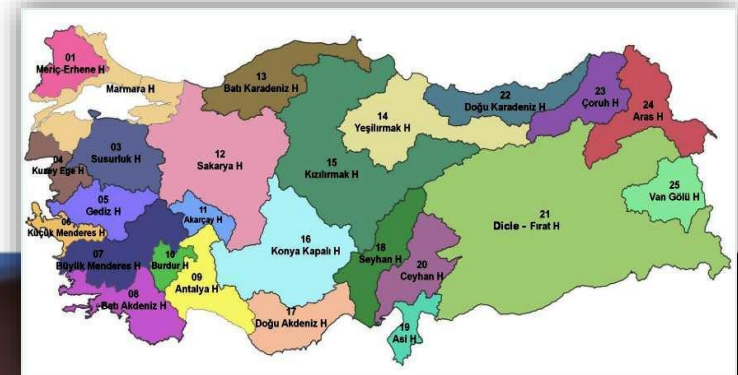 01
Meriç-Erhene H
Marmara H
03
Susurluk H
04
Kuzey Ege H
05
Gediz H
06
Küçük Menderes H
07
Büyük Menderes H
08
Batı Akdeniz H
09
Antalya H
10
Burdur H
11
Akarçay H
12
Sakarya H
13
Batı Karadeniz H
14
Yeşilırmak H
15
Kızılırmak H
16
Konya Kapalı H
17
Doğu Akdeniz H
18
Seyhan H
19
Asi H
20
Ceyhan H
21
Dicle - Fırat H
22
Doğu Karadeniz H
23
Çoruh H
24
Aras H
25
Van Gölü H